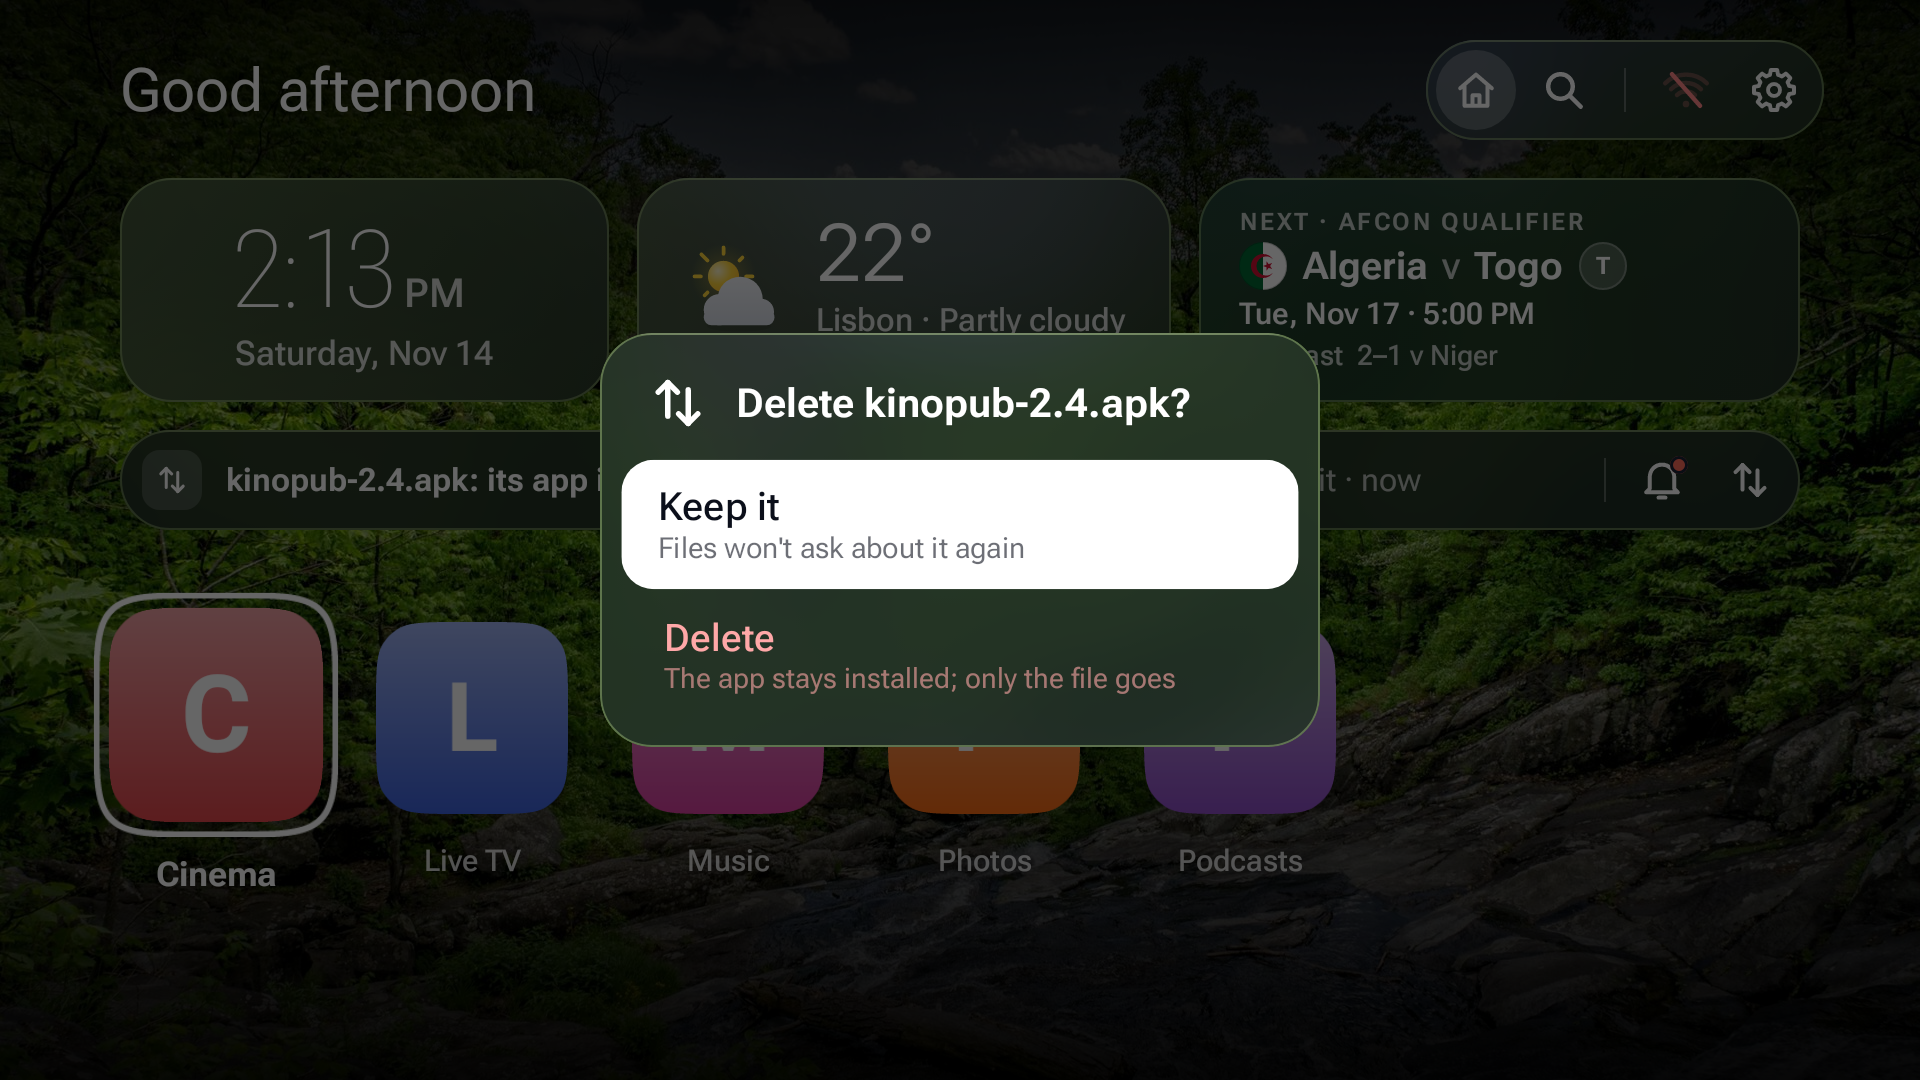 Good afternoon
2:13 PM
Saturday, Nov 14
22°
Lisbon · Partly cloudy
NEXT · AFCON QUALIFIER
Algeria v Togo T
Tue, Nov 17 · 5:00 PM
2–1 v Niger
kinopub-2.4.apk: its app
it · now
Delete kinopub-2.4.apk?
Keep it
Files won't ask about it again
Delete
The app stays installed; only the file goes
C
L
Cinema
Live TV
Music
Photos
Podcasts